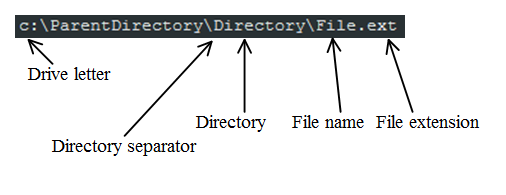 c:\ParentDirectory\Directory\File.ext
Drive letter
Directory File name File extension
Directory separator